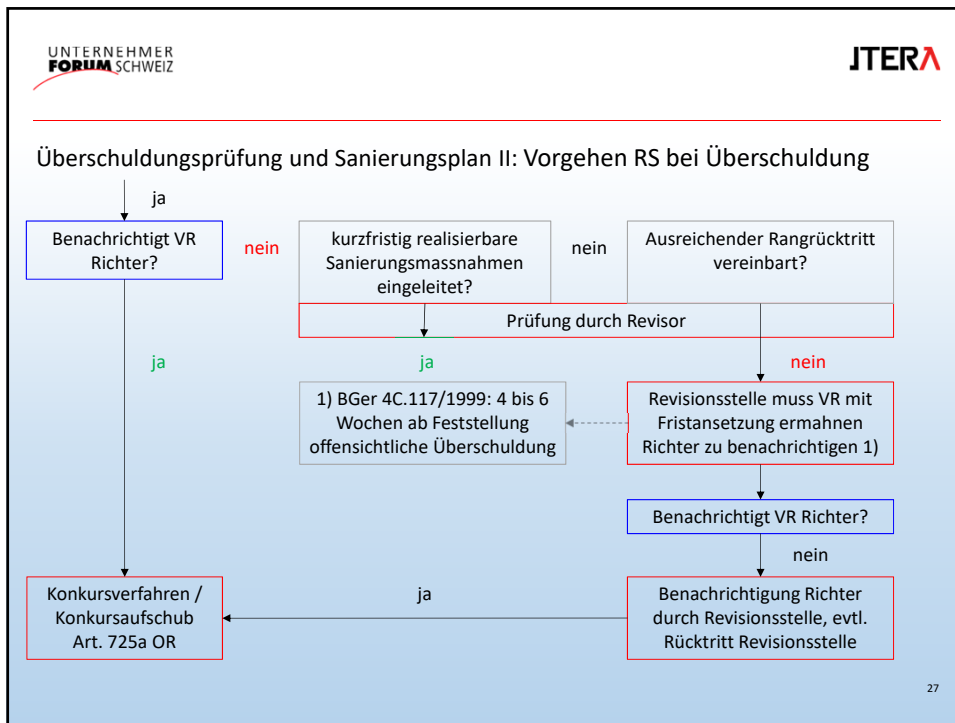 UNTERNEHMER
FORUM SCHWEIZ
ITERA
Überschuldungsprüfung und Sanierungsplan II: Vorgehen RS bei Überschuldung
ja
Benachrichtigt VR
Richter?
nein
kurzfristig realisierbare
Sanierungsmassnahmen
eingeleitet?
nein
Ausreichender Rangrücktritt
vereinbart?
Prüfung durch Revisor
ja
ja
nein
1) BGer 4C.117/1999: 4 bis 6
Wochen ab Feststellung
offensichtliche Überschuldung
Revisionsstelle muss VR mit
Fristansetzung ermahnen
Richter zu benachrichtigen 1)
Benachrichtigt VR Richter?
nein
Konkursverfahren /
Konkursaufschub
Art. 725a OR
ja
Benachrichtigung Richter
durch Revisionsstelle, evtl.
Rücktritt Revisionsstelle
27